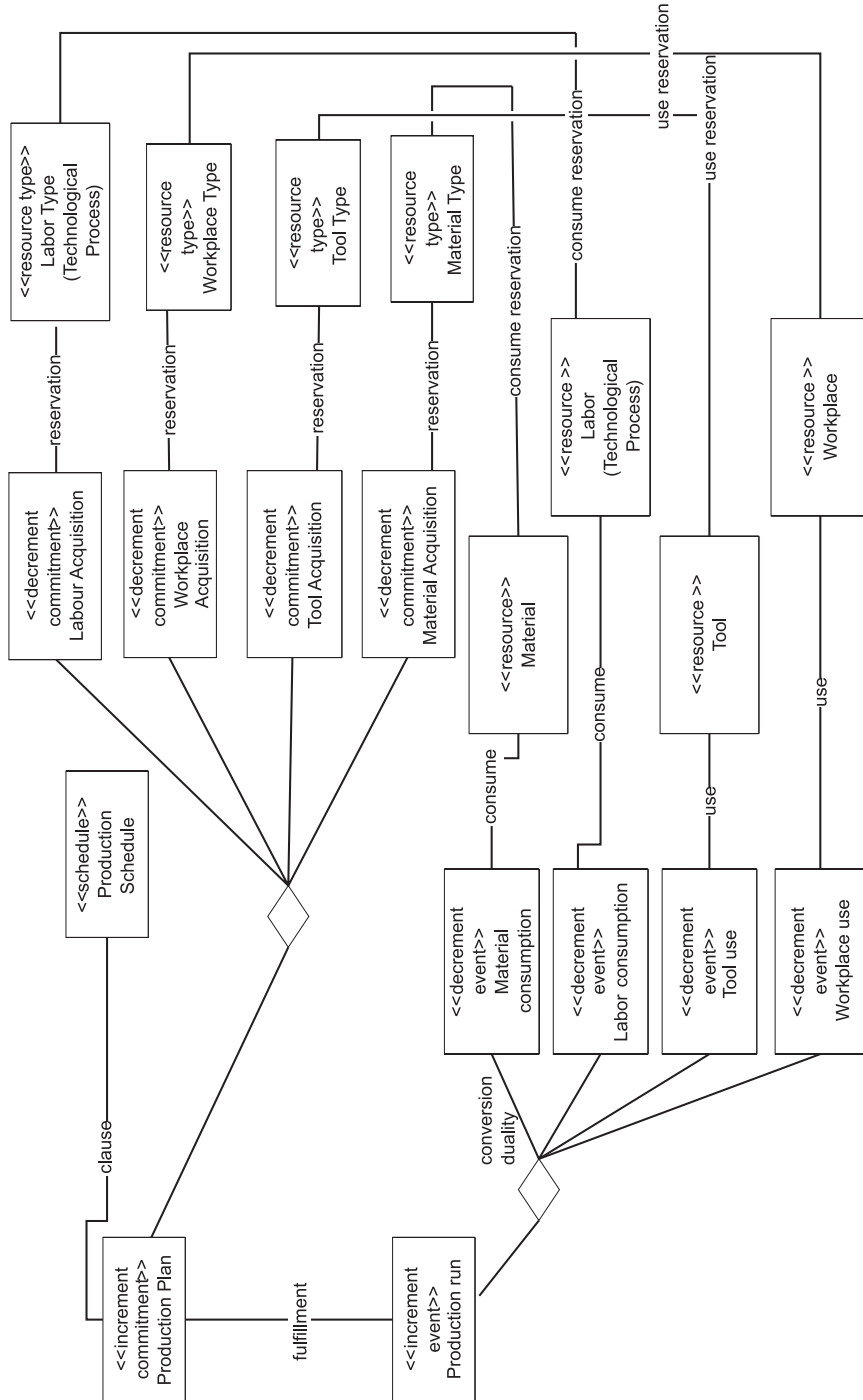 <<increment
commitment>>
Production Plan
clause
<<schedule>>
Production
Schedule
<<decrement
commitment>>
Labour Acquisition
reservation
<<resource type>>
Labor Type
(Technological
Process)
<<decrement
commitment>>
Workplace
Acquisition
reservation
<<resource
type>>
Workplace Type
<<decrement
commitment>>
Tool Acquisition
reservation
<<resource
type>>
Tool Type
<<decrement
commitment>>
Material Acquisition
reservation
<<resource
type>>
Material Type
fulfillment
<<increment
event>>
Production run
conversion
duality
<<decrement
event>>
Material
consumption
consume
<<resource>>
Material
consume reservation
<<decrement
event>>
Labor consumption
consume
<<resource >>
Labor
(Technological
Process)
consume reservation
<<decrement
event>>
Tool use
use
<<resource >>
Tool
use reservation
use reservation
<<decrement
event>>
Workplace use
use
<<resource >>
Workplace